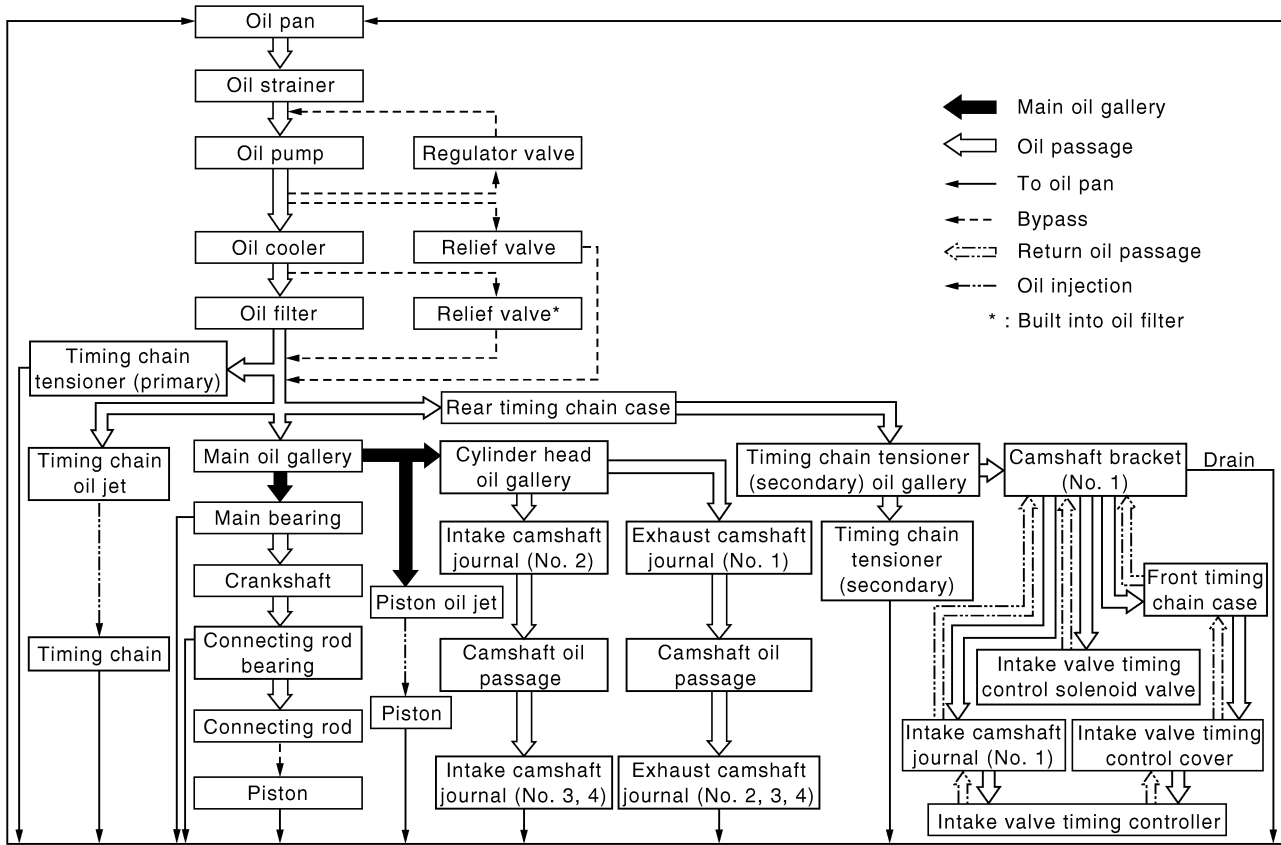 Oil pan
Oil strainer
Oil pump
Regulator valve
Oil cooler
Relief valve
Oil filter
Relief valve*
Main oil gallery
Oil passage
To oil pan
Bypass
Return oil passage
Oil injection
* : Built into oil filter
Timing chain
tensioner (primary)
Rear timing chain case
Timing chain
oil jet
Main oil gallery
Cylinder head
oil gallery
Timing chain tensioner
(secondary) oil gallery
Camshaft bracket
(No. 1)
Drain
Main bearing
Intake camshaft
journal (No. 2)
Exhaust camshaft
journal (No. 1)
Timing chain
tensioner
(secondary)
Crankshaft
Piston oil jet
Front timing
chain case
Timing chain
Connecting rod
bearing
Camshaft oil
passage
Camshaft oil
passage
Intake valve timing
control solenoid valve
Connecting rod
Piston
Intake camshaft
journal (No. 1)
Intake valve timing
control cover
Piston
Intake camshaft
journal (No. 3, 4)
Exhaust camshaft
journal (No. 2, 3, 4)
Intake valve timing controller